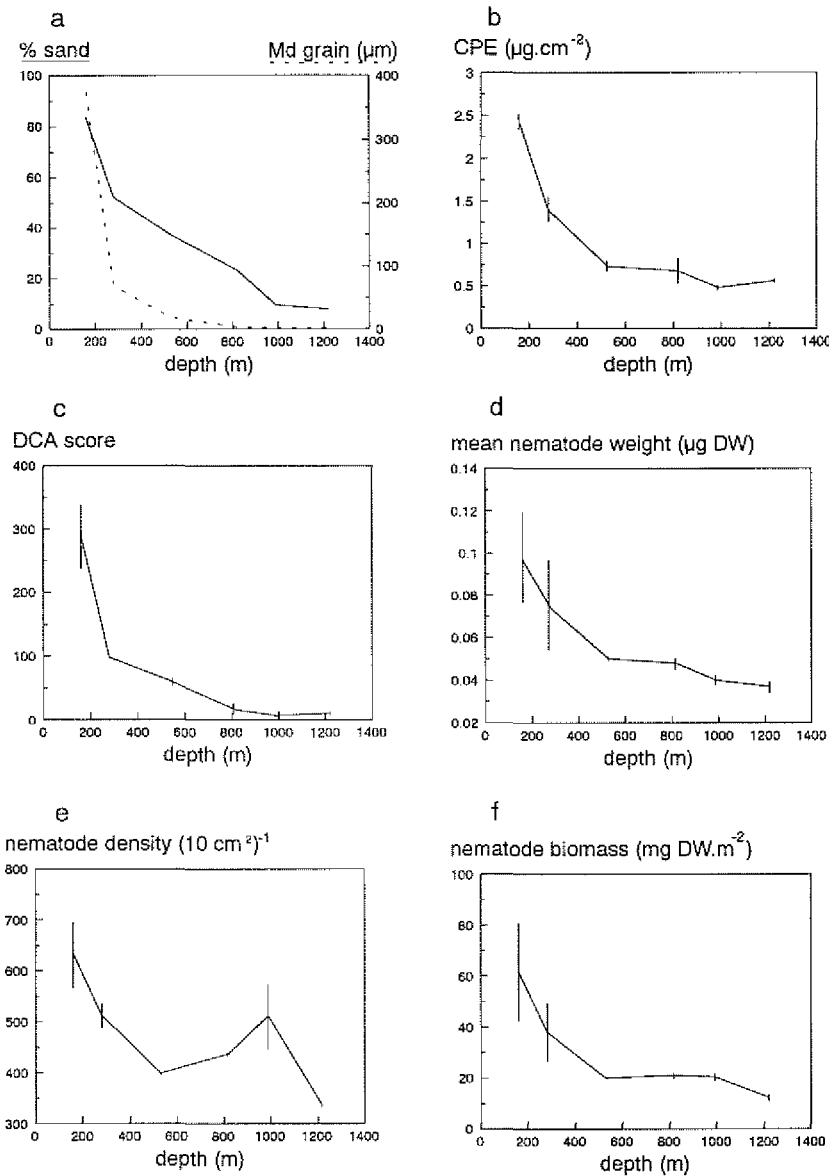 a
% sand Md grain (µm)
100 400
80
300
60
200
40
100
20
0 0
0 200 400 600 800 1000 1200 1400
depth (m)
b
CPE (µg.cm⁻²)
3
2.5
2
1.5
1
0.5
0
0 200 400 600 800 1000 1200 1400
depth (m)
c
DCA score
400
300
200
100
0
0 200 400 600 800 1000 1200 1400
depth (m)
d
mean nematode weight (µg DW)
0.14
0.12
0.1
0.08
0.06
0.04
0.02
0 200 400 600 800 1000 1200 1400
depth (m)
e
nematode density (10 cm²)⁻¹
800
700
600
500
400
300
0 200 400 600 800 1000 1200 1400
depth (m)
f
nematode biomass (mg DW.m⁻²)
100
80
60
40
20
0
0 200 400 600 800 1000 1200 1400
depth (m)